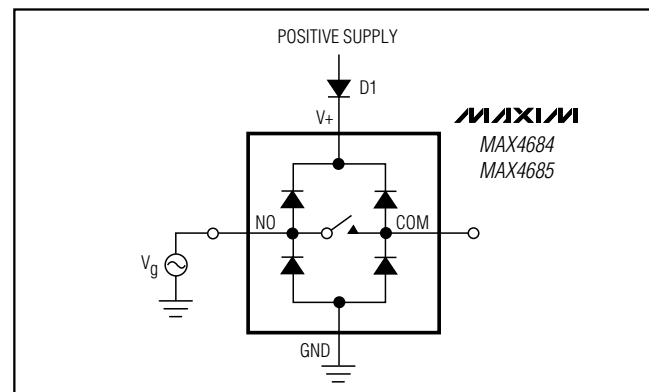 POSITIVE SUPPLY
D1
V+
MAXIM
MAX4684
MAX4685
NO
COM
Vg
GND